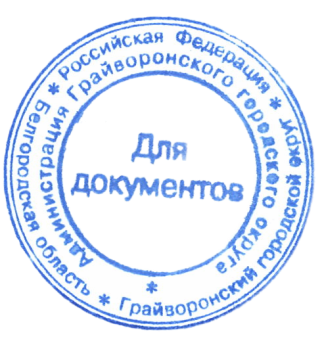 * Российская Федерация * Грайворонский городской округ * Белгородская область
Администрация Грайворонского городского округа *
Для
документов